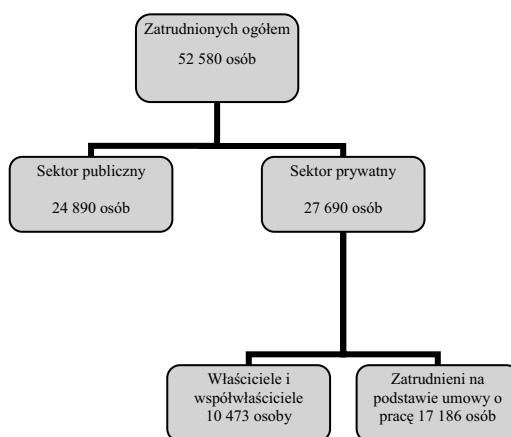 Zatrudnionych ogółem
52 580 osób
Sektor publiczny
24 890 osób
Sektor prywatny
27 690 osób
Właściciele i
współwłaściciele
10 473 osoby
Zatrudnieni na
podstawie umowy o
pracę 17 186 osób